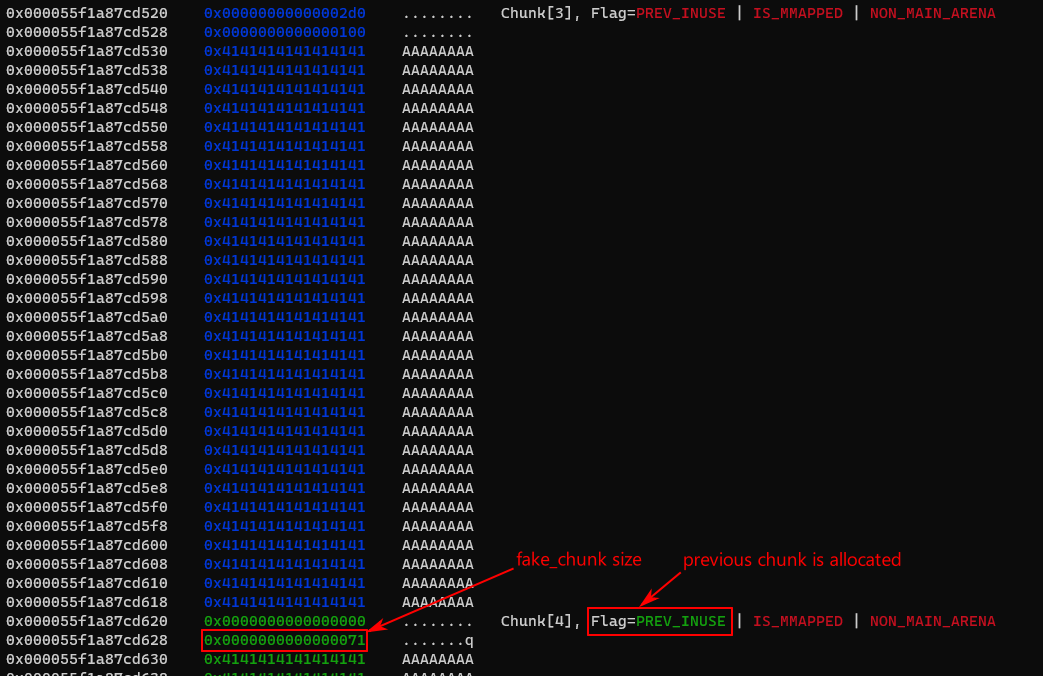 0x000055f1a87cd520 0x00000000000002d0 ........ Chunk[3], Flag=PREV_INUSE | IS_MMAPPED | NON_MAIN_ARENA
0x000055f1a87cd528 0x0000000000000100 ........
0x000055f1a87cd530 0x4141414141414141 AAAAAAAA
0x000055f1a87cd538 0x4141414141414141 AAAAAAAA
0x000055f1a87cd540 0x4141414141414141 AAAAAAAA
0x000055f1a87cd548 0x4141414141414141 AAAAAAAA
0x000055f1a87cd550 0x4141414141414141 AAAAAAAA
0x000055f1a87cd558 0x4141414141414141 AAAAAAAA
0x000055f1a87cd560 0x4141414141414141 AAAAAAAA
0x000055f1a87cd568 0x4141414141414141 AAAAAAAA
0x000055f1a87cd570 0x4141414141414141 AAAAAAAA
0x000055f1a87cd578 0x4141414141414141 AAAAAAAA
0x000055f1a87cd580 0x4141414141414141 AAAAAAAA
0x000055f1a87cd588 0x4141414141414141 AAAAAAAA
0x000055f1a87cd590 0x4141414141414141 AAAAAAAA
0x000055f1a87cd598 0x4141414141414141 AAAAAAAA
0x000055f1a87cd5a0 0x4141414141414141 AAAAAAAA
0x000055f1a87cd5a8 0x4141414141414141 AAAAAAAA
0x000055f1a87cd5b0 0x4141414141414141 AAAAAAAA
0x000055f1a87cd5b8 0x4141414141414141 AAAAAAAA
0x000055f1a87cd5c0 0x4141414141414141 AAAAAAAA
0x000055f1a87cd5c8 0x4141414141414141 AAAAAAAA
0x000055f1a87cd5d0 0x4141414141414141 AAAAAAAA
0x000055f1a87cd5d8 0x4141414141414141 AAAAAAAA
0x000055f1a87cd5e0 0x4141414141414141 AAAAAAAA
0x000055f1a87cd5e8 0x4141414141414141 AAAAAAAA
0x000055f1a87cd5f0 0x4141414141414141 AAAAAAAA
0x000055f1a87cd5f8 0x4141414141414141 AAAAAAAA
0x000055f1a87cd600 0x4141414141414141 AAAAAAAA
fake_chunk size previous chunk is allocated
0x000055f1a87cd608 0x4141414141414141 AAAAAAAA
0x000055f1a87cd610 0x4141414141414141 AAAAAAAA
0x000055f1a87cd618 0x4141414141414141 AAAAAAAA
0x000055f1a87cd620 0x0000000000000000 ........ Chunk[4], Flag=PREV_INUSE | IS_MMAPPED | NON_MAIN_ARENA
0x000055f1a87cd628 0x0000000000000071 .......q
0x000055f1a87cd630 0x4141414141414141 AAAAAAAA